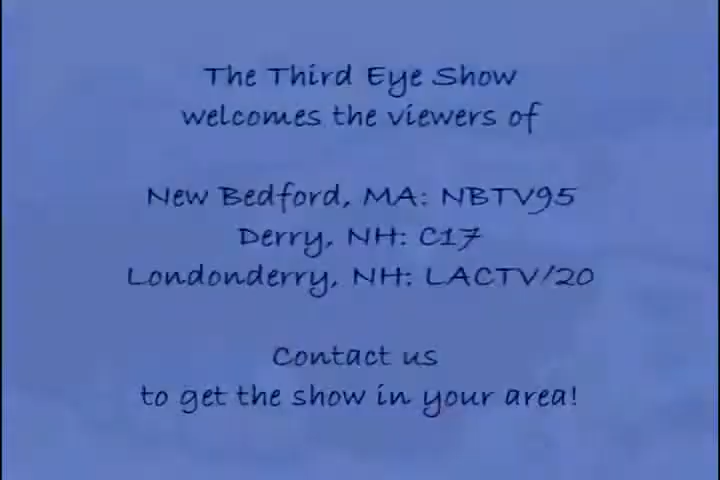 The Third Eye Show
welcomes the viewers of
New Bedford, MA: NBTV95
Derry, NH: C17
Londonderry, NH: LACTV/20
Contact us
to get the show in your area!